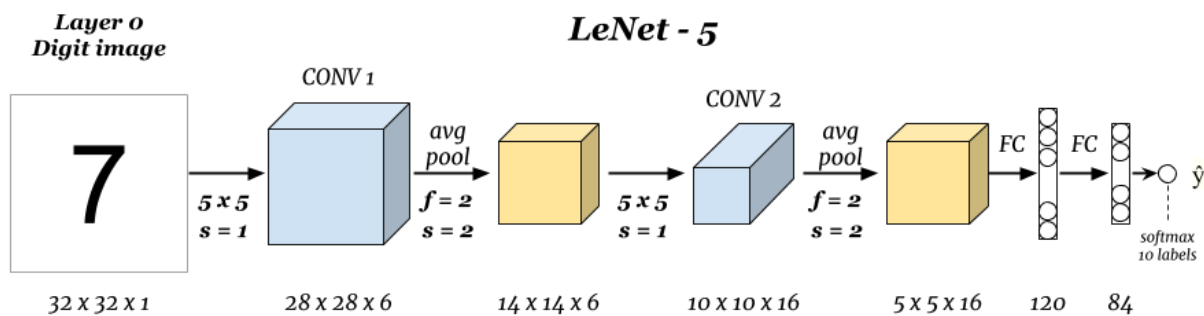 Layer 0
Digit image
LeNet - 5
CONV 1
CONV 2
avg
pool
avg
pool
FC
FC
7
ŷ
5 x 5
s = 1
f = 2
s = 2
5 x 5
s = 1
f = 2
s = 2
softmax
10 labels
32 x 32 x 1
28 x 28 x 6
14 x 14 x 6
10 x 10 x 16
5 x 5 x 16
120
84